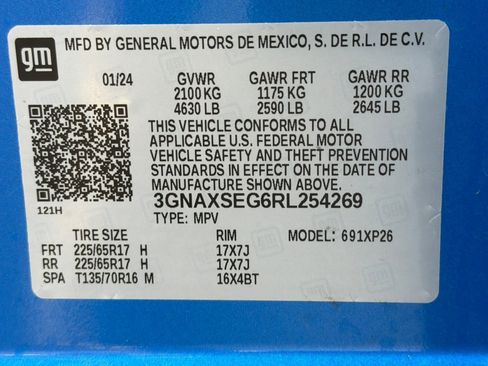 gm
MFD BY GENERAL MOTORS DE MEXICO, S. DE R.L. DE C.V.
01/24 GVWR GAWR FRT GAWR RR
2100 KG 1175 KG 1200 KG
4630 LB 2590 LB 2645 LB
THIS VEHICLE CONFORMS TO ALL
APPLICABLE U.S. FEDERAL MOTOR
VEHICLE SAFETY AND THEFT PREVENTION
STANDARDS IN EFFECT ON THE DATE OF
MANUFACTURE SHOWN ABOVE.
121H 3GNAXSEG6RL254269
TYPE: MPV
TIRE SIZE RIM MODEL: 691XP26
FRT 225/65R17 H 17X7J
RR 225/65R17 H 17X7J
SPA T135/70R16 M 16X4BT